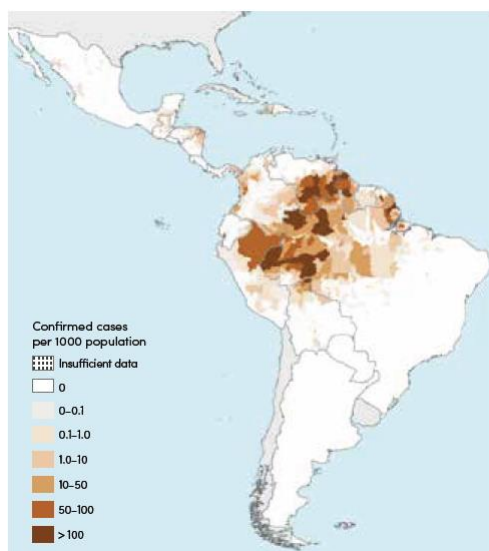 Confirmed cases
per 1000 population
Insufficient data
0
0–0.1
0.1–1.0
1.0–10
10–50
50–100
>100